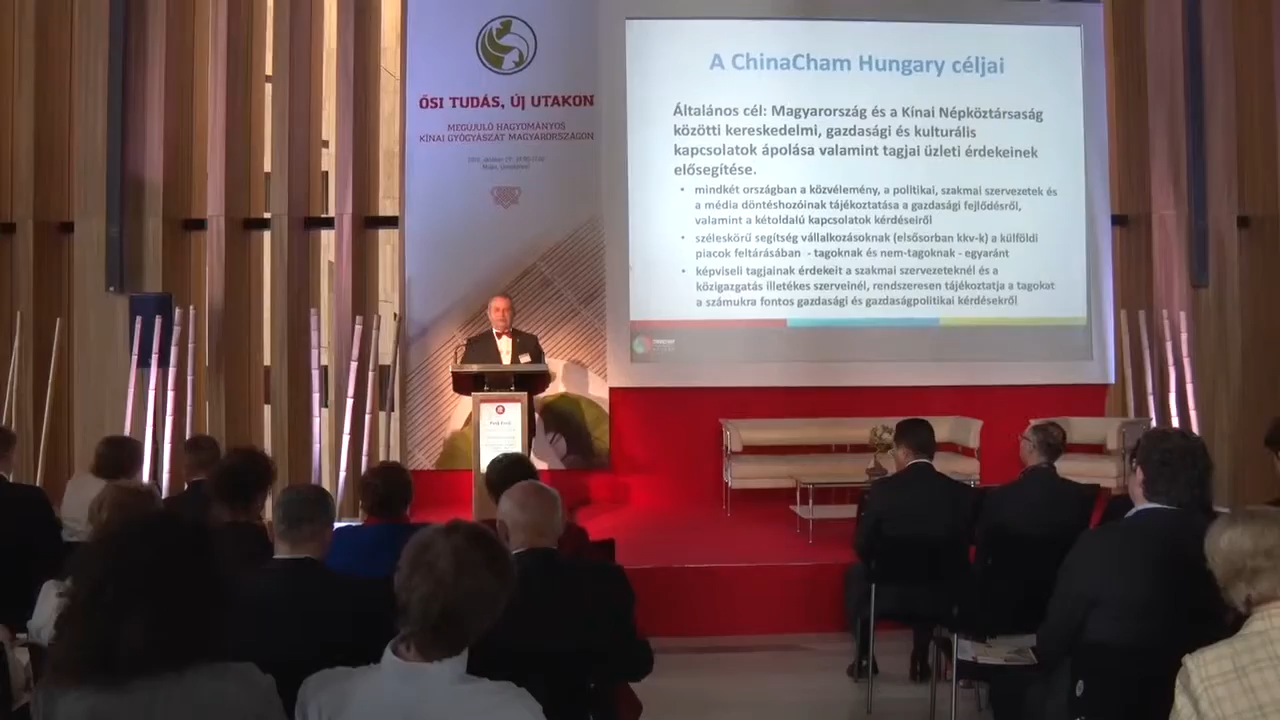 ŐSI TUDÁS, ÚJ UTAKON
MEGÚJULÓ HAGYOMÁNYOS
KÍNAI GYÓGYÁSZAT MAGYARORSZÁGON
A ChinaCham Hungary céljai
Általános cél: Magyarország és a Kínai Népköztársaság
közötti kereskedelmi, gazdasági és kulturális
kapcsolatok ápolása valamint tagjai üzleti érdekeinek
elősegítése.
• mindkét országban a közvélemény, a politikai, szakmai szervezetek és
a média döntéshozóinak tájékoztatása a gazdasági fejlődésről,
valamint a kétoldalú kapcsolatok kérdéseiről
• széleskörű segítség vállalkozásoknak (elsősorban kkv-k) a külföldi
piacok feltárásában - tagoknak és nem-tagoknak - egyaránt
• képviseli tagjainak érdekeit a szakmai szervezeteknél és a
közigazgatás illetékes szerveinél, rendszeresen tájékoztatja a tagokat
a számukra fontos gazdasági és gazdaságpolitikai kérdésekről